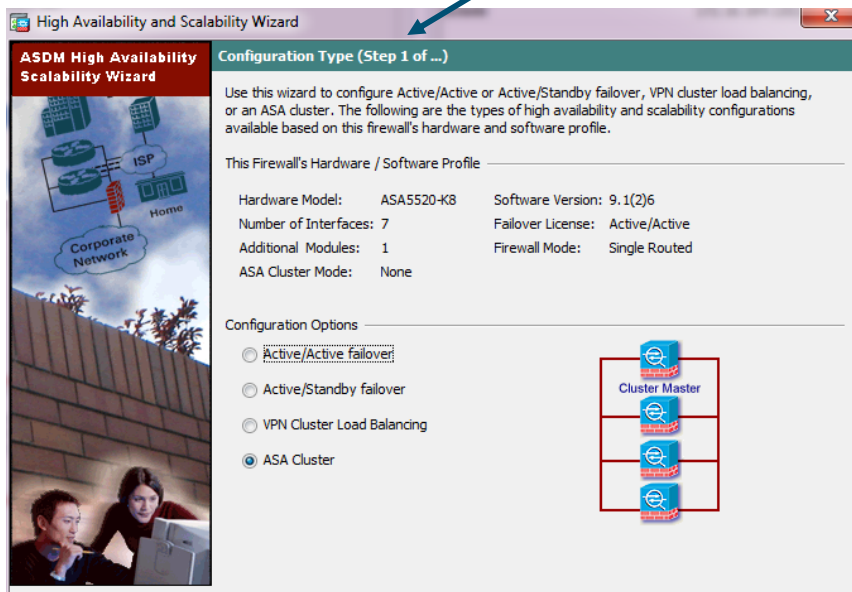 High Availability and Scalability Wizard
ASDM High Availability
Scalability Wizard
ISP
Home
Corporate
Network
Configuration Type (Step 1 of ...)
Use this wizard to configure Active/Active or Active/Standby failover, VPN cluster load balancing,
or an ASA cluster. The following are the types of high availability and scalability configurations
available based on this firewall's hardware and software profile.
This Firewall's Hardware / Software Profile
Hardware Model: ASA5520-K8 Software Version: 9.1(2)6
Number of Interfaces: 7 Failover License: Active/Active
Additional Modules: 1 Firewall Mode: Single Routed
ASA Cluster Mode: None
Configuration Options
Active/Active failover
Active/Standby failover
VPN Cluster Load Balancing
ASA Cluster
Cluster Master